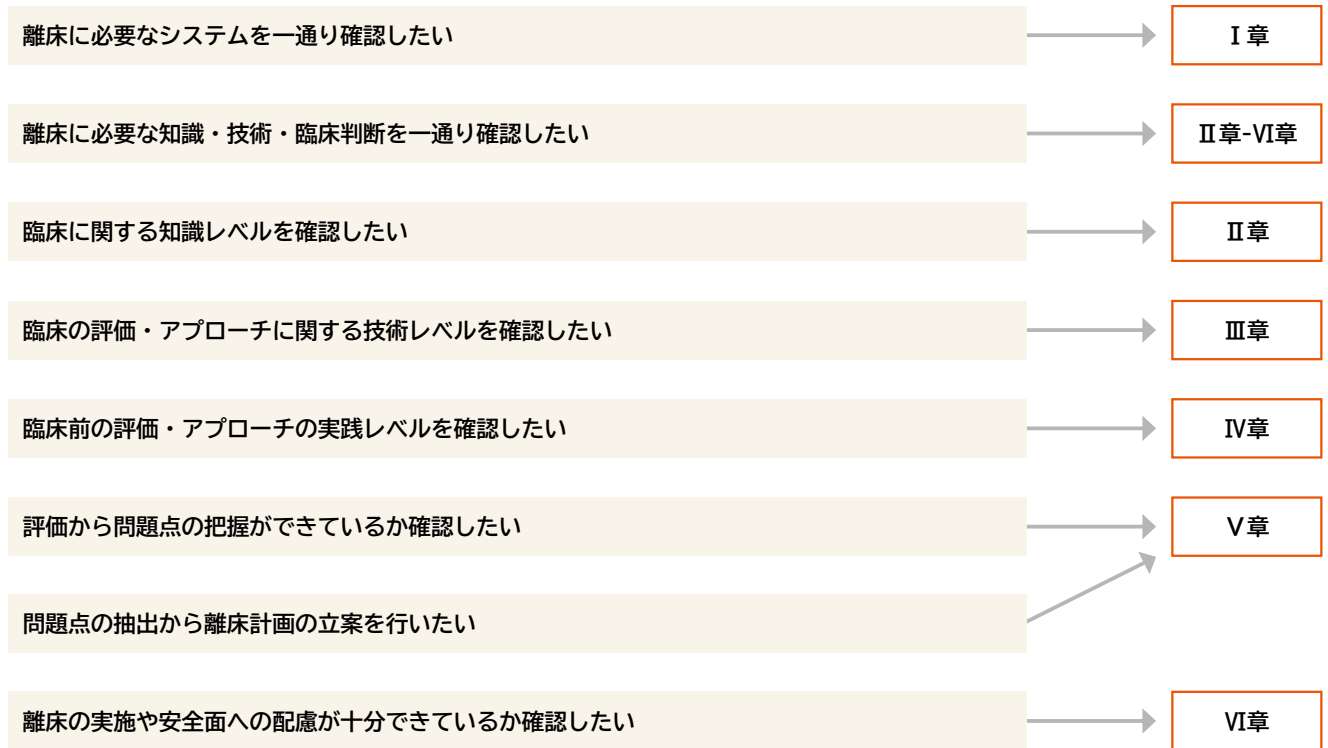 離床に必要なシステムを一通り確認したい
Ⅰ章
離床に必要な知識・技術・臨床判断を一通り確認したい
Ⅱ章-Ⅵ章
臨床に関する知識レベルを確認したい
Ⅱ章
臨床の評価・アプローチに関する技術レベルを確認したい
Ⅲ章
臨床前の評価・アプローチの実践レベルを確認したい
Ⅳ章
評価から問題点の把握ができているか確認したい
Ⅴ章
問題点の抽出から離床計画の立案を行いたい
離床の実施や安全面への配慮が十分できているか確認したい
Ⅵ章